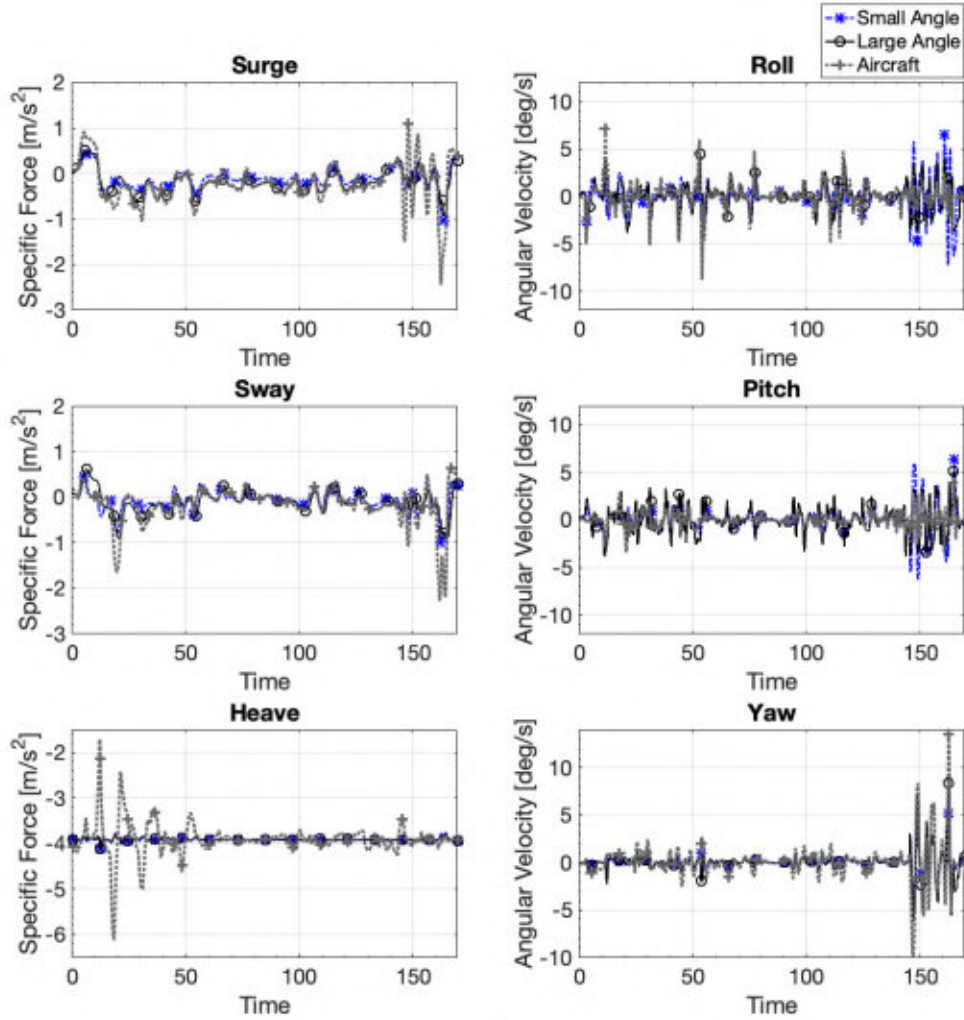 Small Angle
Large Angle
Aircraft
Surge
Specific Force [m/s²]
2
1
0
-1
-2
-3
0
50
100
150
Time
Roll
Angular Velocity [deg/s]
10
5
0
-5
-10
0
50
100
150
Time
Sway
Specific Force [m/s²]
2
1
0
-1
-2
-3
0
50
100
150
Time
Pitch
Angular Velocity [deg/s]
10
5
0
-5
-10
0
50
100
150
Time
Heave
Specific Force [m/s²]
-2
-3
-4
-5
-6
0
50
100
150
Time
Yaw
Angular Velocity [deg/s]
10
5
0
-5
-10
0
50
100
150
Time